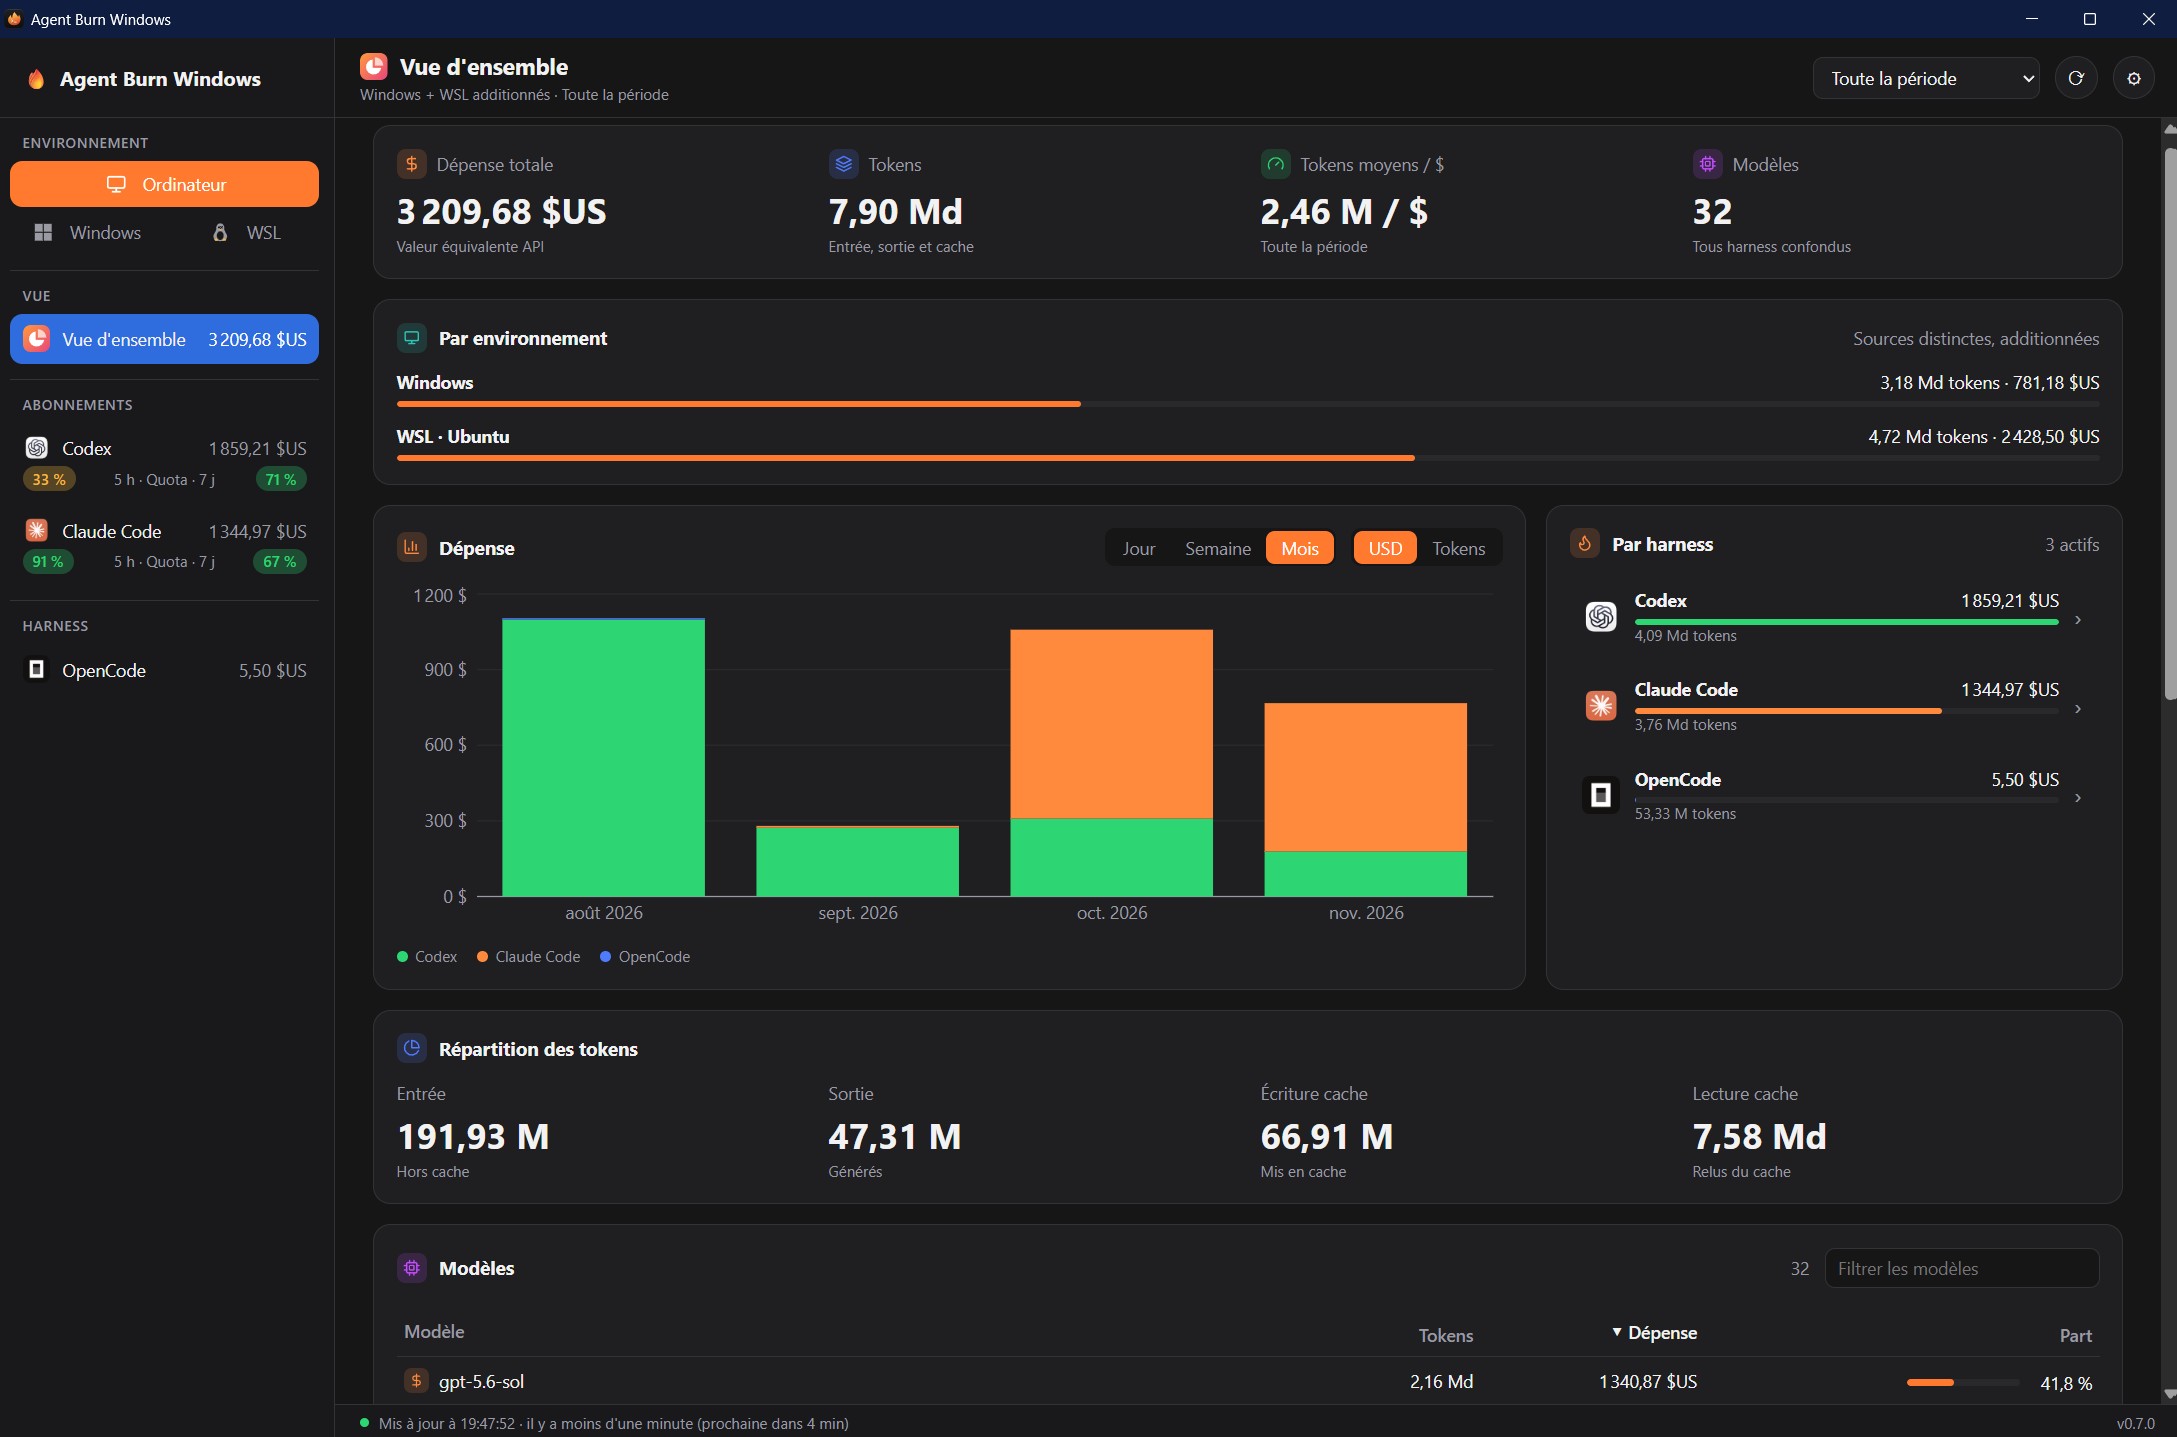 Agent Burn Windows
Agent Burn Windows
ENVIRONNEMENT
Ordinateur
Windows
WSL
VUE
Vue d'ensemble 3 209,68 $US
ABONNEMENTS
Codex 1 859,21 $US
33 % 5 h · Quota · 7 j 71 %
Claude Code 1 344,97 $US
91 % 5 h · Quota · 7 j 67 %
HARNESS
OpenCode 5,50 $US
Vue d'ensemble
Windows + WSL additionnés · Toute la période
Toute la période
Dépense totale
3 209,68 $US
Valeur équivalente API
Tokens
7,90 Md
Entrée, sortie et cache
Tokens moyens / $
2,46 M / $
Toute la période
Modèles
32
Tous harness confondus
Par environnement
Sources distinctes, additionnées
Windows
3,18 Md tokens · 781,18 $US
WSL · Ubuntu
4,72 Md tokens · 2 428,50 $US
Dépense
Jour Semaine Mois
USD Tokens
1 200 $
900 $
600 $
300 $
0 $
août 2026 sept. 2026 oct. 2026 nov. 2026
Codex Claude Code OpenCode
Par harness
3 actifs
Codex 1 859,21 $US
4,09 Md tokens
Claude Code 1 344,97 $US
3,76 Md tokens
OpenCode 5,50 $US
53,33 M tokens
Répartition des tokens
Entrée
191,93 M
Hors cache
Sortie
47,31 M
Générés
Écriture cache
66,91 M
Mis en cache
Lecture cache
7,58 Md
Relus du cache
Modèles
32
Filtrer les modèles
Modèle Tokens ▼ Dépense Part
$ gpt-5.6-sol 2,16 Md 1 340,87 $US 41,8 %
Mis à jour à 19:47:52 · il y a moins d'une minute (prochaine dans 4 min)
v0.7.0